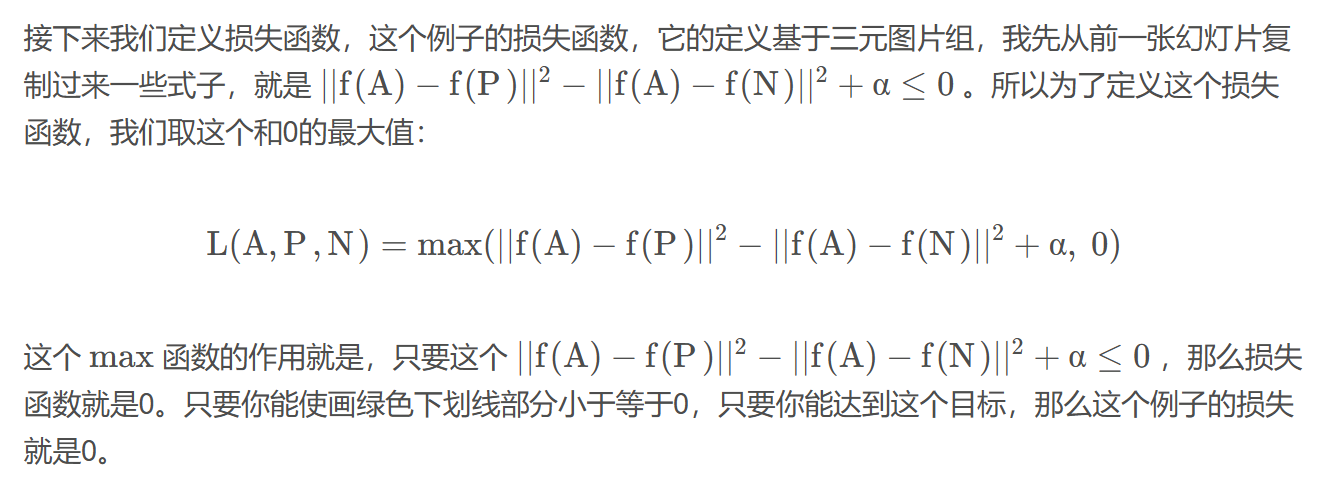 接下来我们定义损失函数，这个例子的损失函数，它的定义基于三元图片组，我先从前一张幻灯片复
制过来一些式子，就是 ||f(A) − f(P)||² − ||f(A) − f(N)||² + α ≤ 0 。所以为了定义这个损失
函数，我们取这个和0的最大值：
L(A, P, N) = max(||f(A) − f(P)||² − ||f(A) − f(N)||² + α, 0)
这个 max 函数的作用就是，只要这个 ||f(A) − f(P)||² − ||f(A) − f(N)||² + α ≤ 0 ，那么损失
函数就是0。只要你能使画绿色下划线部分小于等于0，只要你能达到这个目标，那么这个例子的损失
就是0。